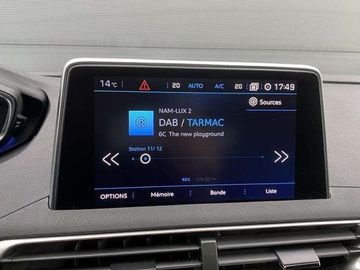 14°C 20 AUTO A/C 20 17:49
Sources
NAM-LUX 2
DAB / TARMAC
6C The new playground
Station 11/ 12
RDS
OPTIONS Mémoire Bande Liste